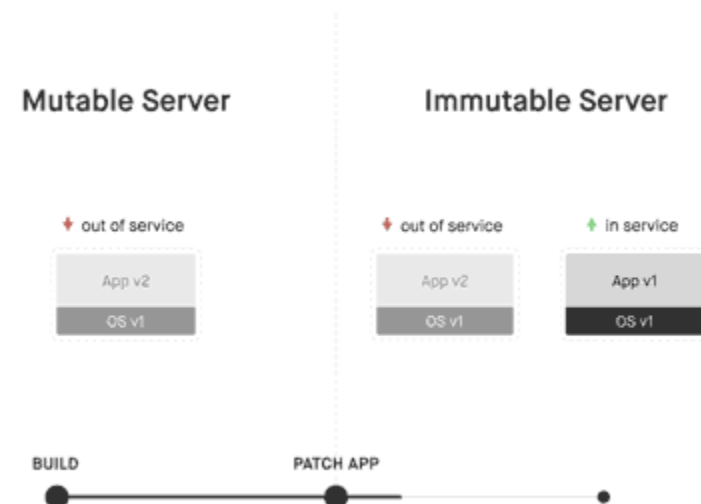 Mutable Server
Immutable Server
out of service
out of service
in service
App v2
App v2
App v1
OS v1
OS v1
OS v1
BUILD
PATCH APP